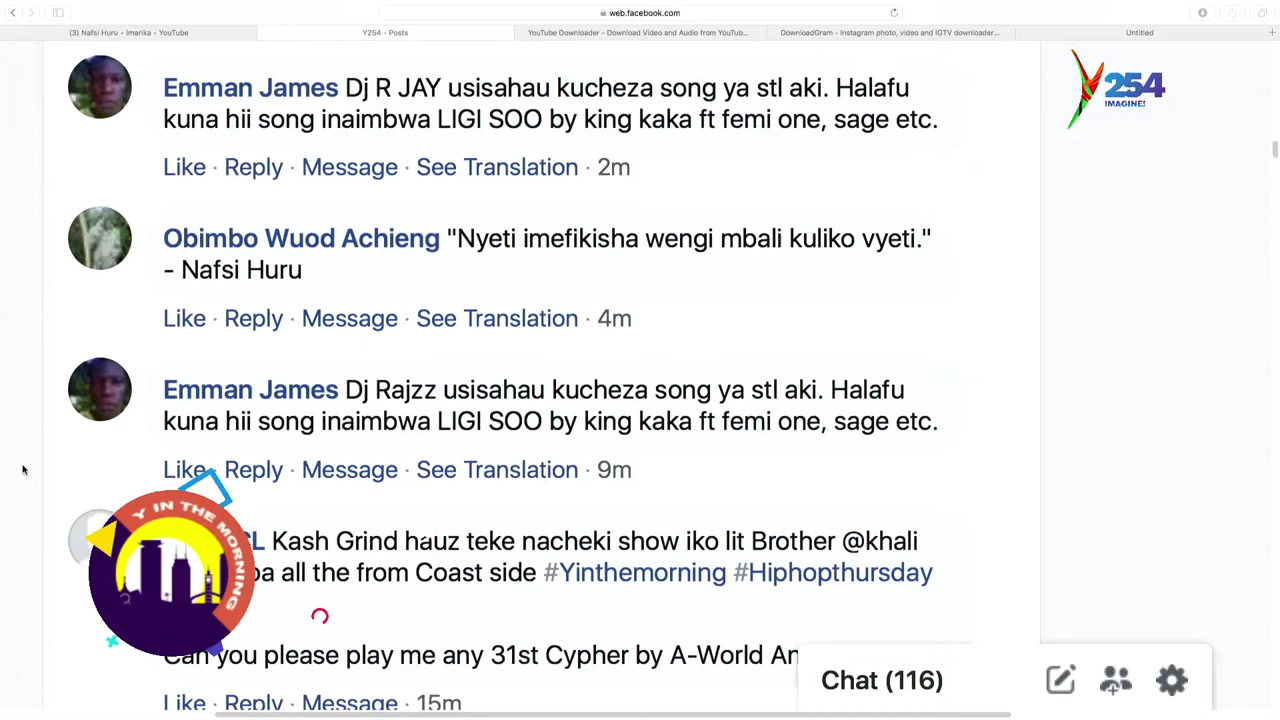 web.facebook.com
(3) Nafsi Huru - Imarika - YouTube
Y254 - Posts
YouTube Downloader - Download Video and Audio from YouTub...
DownloadGram - Instagram photo, video and IGTV downloader...
Untitled
Y254
IMAGINE!
Emman James Dj R JAY usisahau kucheza song ya stl aki. Halafu
kuna hii song inaimbwa LIGI SOO by king kaka ft femi one, sage etc.
Like · Reply · Message · See Translation · 2m
Obimbo Wuod Achieng "Nyeti imefikisha wengi mbali kuliko vyeti."
- Nafsi Huru
Like · Reply · Message · See Translation · 4m
Emman James Dj Rajzz usisahau kucheza song ya stl aki. Halafu
kuna hii song inaimbwa LIGI SOO by king kaka ft femi one, sage etc.
Like · Reply · Message · See Translation · 9m
Kash Grind hauz teke nacheki show iko lit Brother @khali
all the from Coast side #Yinthemorning #Hiphopthursday
Y IN THE MORNING
Can you please play me any 31st Cypher by A-World
Like · Reply · Message · See Translation · 15m
Chat (116)